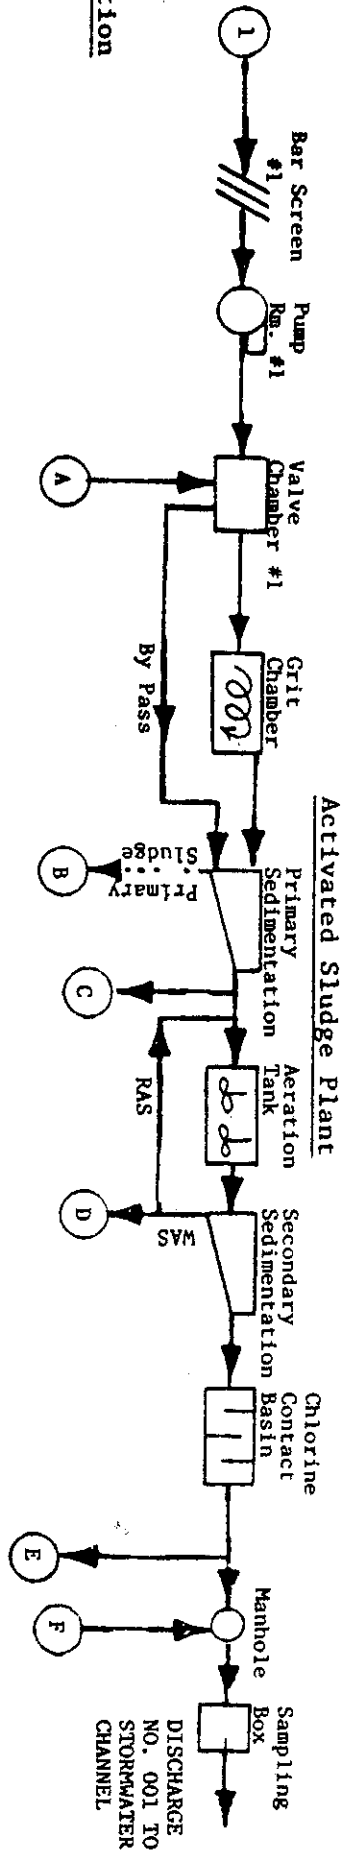 tion
Activated Sludge Plant
1
Bar Screen
#1
Pump
Rm. #1
Valve
Chamber #1
A
By Pass
Grit
Chamber
Primary
Sedimentation
Primary
Sludge
B
C
RAS
Aeration
Tank
Secondary
Sedimentation
WAS
D
Chlorine
Contact
Basin
E
Manhole
F
Sampling
Box
DISCHARGE
NO. 001 TO
STORMWATER
CHANNEL